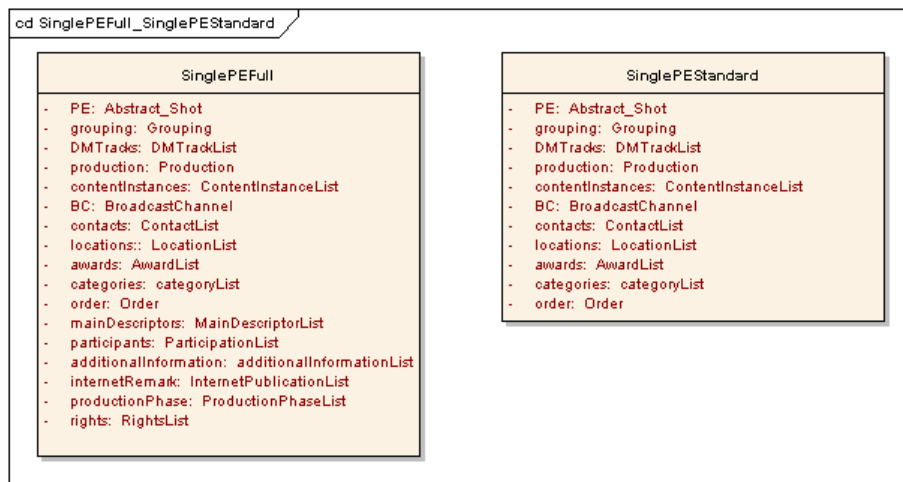 cd SinglePEFull_SinglePEStandard
SinglePEFull
- PE: Abstract_Shot
- grouping: Grouping
- DMTracks: DMTrackList
- production: Production
- contentInstances: ContentInstanceList
- BC: BroadcastChannel
- contacts: ContactList
- locations:: LocationList
- awards: AwardList
- categories: categoryList
- order: Order
- mainDescriptors: MainDescriptorList
- participants: ParticipationList
- additionalInformation: additionalInformationList
- internetRemark: InternetPublicationList
- productionPhase: ProductionPhaseList
- rights: RightsList
SinglePEStandard
- PE: Abstract_Shot
- grouping: Grouping
- DMTracks: DMTrackList
- production: Production
- contentInstances: ContentInstanceList
- BC: BroadcastChannel
- contacts: ContactList
- locations: LocationList
- awards: AwardList
- categories: categoryList
- order: Order